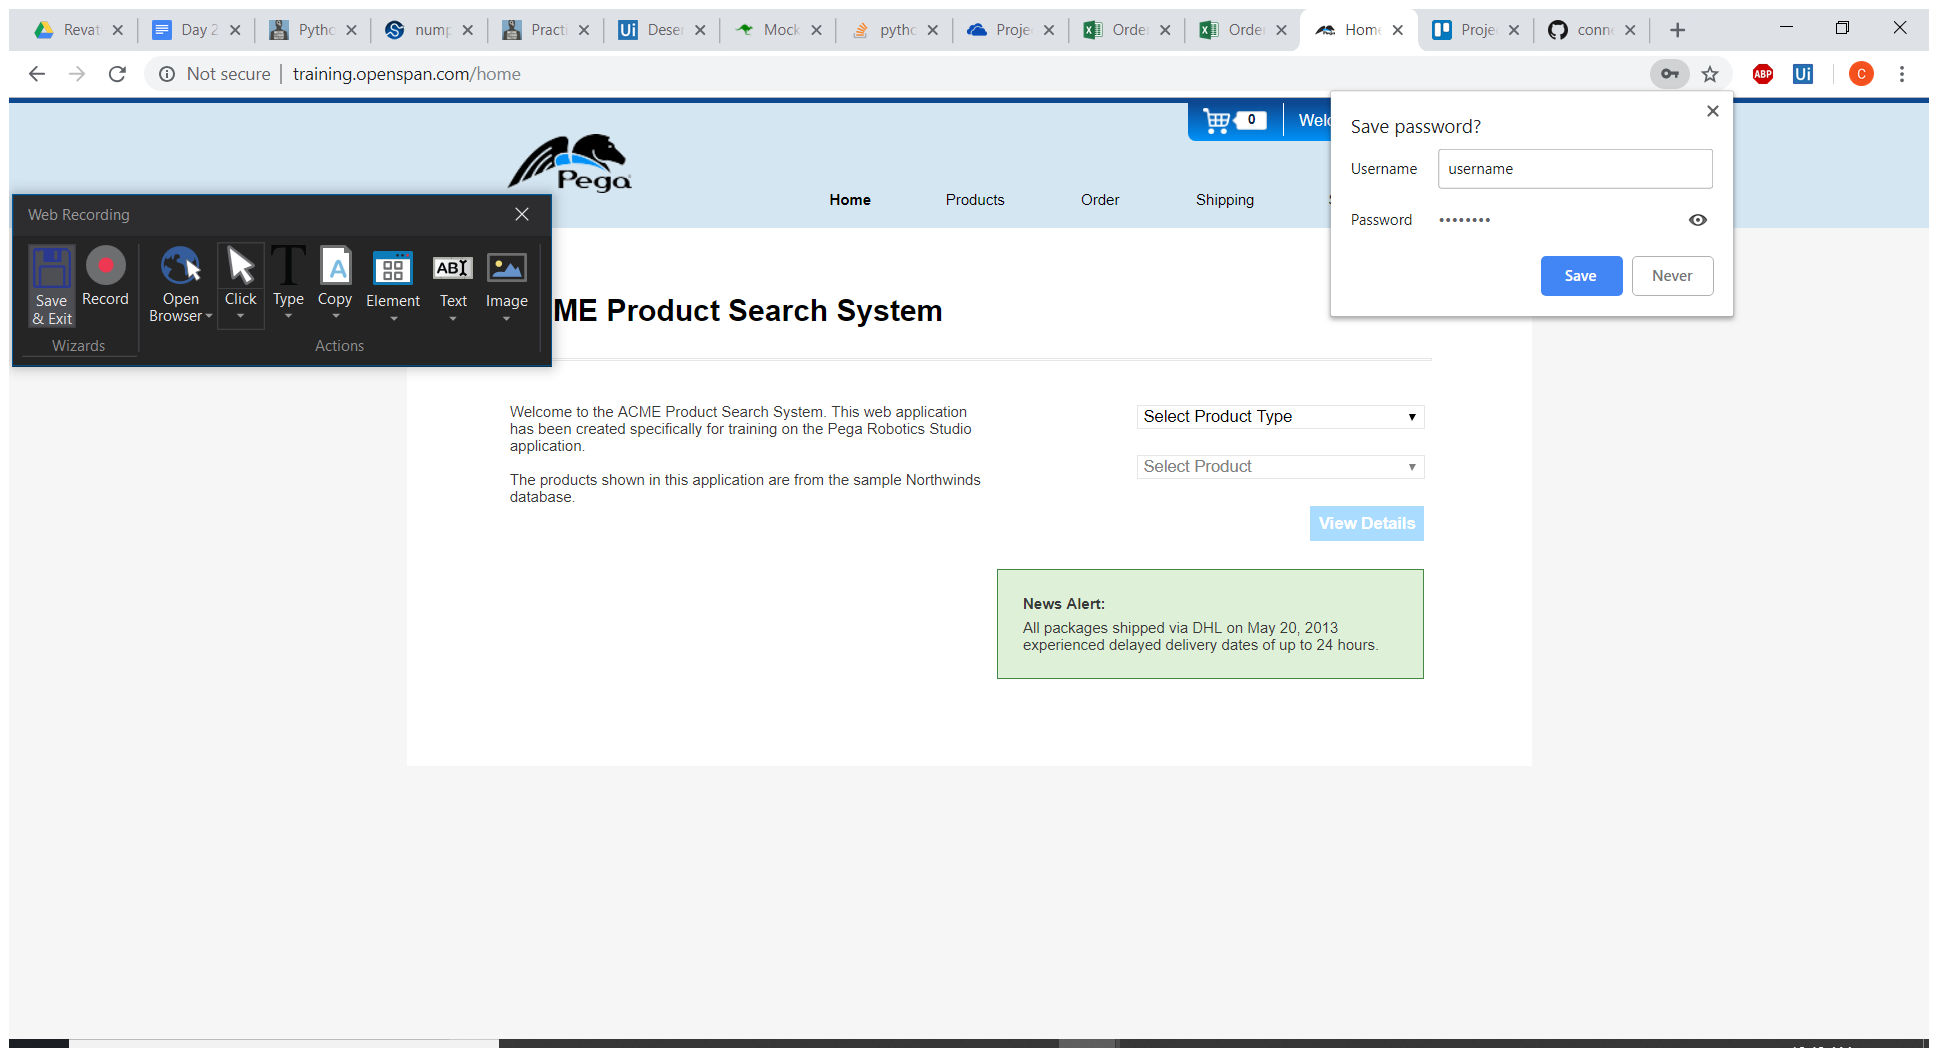 Revat
Day 2
Pytho
nump
Practi
Deser
Mock
pytho
Projec
Order
Order
Home
Projec
conne
Not secure
training.openspan.com/home
ABP
Ui
C
0
Welc
Save password?
Username
username
Password
Save
Never
Pega
Home
Products
Order
Shipping
Web Recording
Save
& Exit
Record
Open
Browser
Click
Type
Copy
Element
Text
Image
Wizards
Actions
ME Product Search System
Welcome to the ACME Product Search System. This web application
has been created specifically for training on the Pega Robotics Studio
application.
The products shown in this application are from the sample Northwinds
database.
Select Product Type
Select Product
View Details
News Alert:
All packages shipped via DHL on May 20, 2013
experienced delayed delivery dates of up to 24 hours.